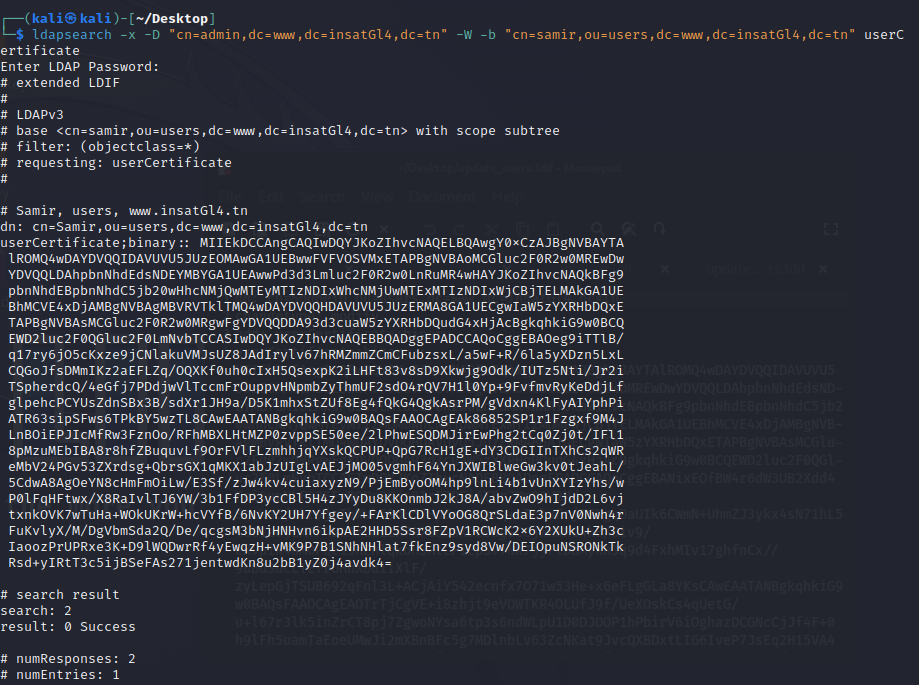 ┌──(kali㉿kali)-[~/Desktop]
└─$ ldapsearch -x -D "cn=admin,dc=www,dc=insatGl4,dc=tn" -W -b "cn=samir,ou=users,dc=www,dc=insatGl4,dc=tn" userC
ertificate
Enter LDAP Password:
# extended LDIF
#
# LDAPv3
# base <cn=samir,ou=users,dc=www,dc=insatGl4,dc=tn> with scope subtree
# filter: (objectclass=*)
# requesting: userCertificate
#
# Samir, users, www.insatGl4.tn
dn: cn=Samir,ou=users,dc=www,dc=insatGl4,dc=tn
userCertificate;binary:: MIIEkDCCAngCAQIwDQYJKoZIhvcNAQELBQAwgY0×CzAJBgNVBAYTA
lROMQ4wDAYDVQQIDAVUVU5JUzEOMAwGA1UEBwwFVFVOSVMxETAPBgNVBAoMCGluc2F0R2w0MREwDw
YDVQQLDAhpbnNhdEdsNDEYMBYGA1UEAwwPd3d3Lmluc2F0R2w0LnRuMR4wHAYJKoZIhvcNAQkBFg9
pbnNhdEBpbnNhdC5jb20wHhcNMjQwMTEyMTIzNDIxWhcNMjUwMTExMTIzNDIxWjCBjTELMAkGA1UE
BhMCVE4xDjAMBgNVBAgMBVRVTklTMQ4wDAYDVQQHDAVUVU5JUzERMA8GA1UECgwIaW5zYXRHbDQxE
TAPBgNVBAsMCGluc2F0R2w0MRgwFgYDVQQDDA93d3cuaW5zYXRHbDQudG4xHjAcBgkqhkiG9w0BCQ
EWD2luc2F0QGluc2F0LmNvbTCCASIwDQYJKoZIhvcNAQEBBQADggEPADCCAQoCggEBAOeg9iTTlB/
q17ry6jO5cKxze9jCNlakuVMJsUZ8JAdIrylv67hRMZmmZCmCFubzsxL/a5wF+R/6la5yXDzn5LxL
CQGoJfsDMmIKz2aEFLZq/OQXKf0uh0cIxH5QsexpK2iLHFt83v8sD9Xkwjg9Odk/IUTz5Nti/Jr2i
TSpherdcQ/4eGfj7PDdjwVlTccmFrOuppvHNpmbZyThmUF2sdO4rQV7H1l0Yp+9FvfmvRyKeDdjLf
glpehcPCYUsZdnSBx3B/sdXr1JH9a/D5K1mhxStZUf8Eg4fQkG4QgkAsrPM/gVdxn4KlFyAIYphPi
ATR63sipSFws6TPkBY5wzTL8CAwEAATANBgkqhkiG9w0BAQsFAAOCAgEAk86852SP1r1Fzgxf9M4J
LnBOiEPJIcMfRw3FznOo/RFhMBXLHtMZP0zvppSE50ee/2lPhwESQDMJirEwPhg2tCq0Zj0t/IFl1
8pMzuMEbIBA8r8hfZBuquvLf9OrFVlFLzmhhjqYXskQCPUP+QpG7RcH1gE+dY3CDGIInTXhCs2qWR
eMbV24PGv53ZXrdsg+QbrsGX1qMKX1abJzUIgLvAEJjMO05vgmhF64YnJXWIBlweGw3kv0tJeahL/
5CdwA8AgOeYN8cHmFmOiLw/E3Sf/zJw4kv4cuiaxyzN9/PjEmByoOM4hp9lnLi4b1vUnXYIzYhs/w
P0lFqHFtwx/X8RaIvlTJ6YW/3b1FfDP3ycCBl5H4zJYyDu8KKOnmbJ2kJ8A/abvZwO9hIjdD2L6vj
txnkOVK7wTuHa+WOkUKrW+hcVYfB/6NvKY2UH7Yfgey/+FArKlCDlVYoOG8QrSLdaE3p7nV0Nwh4r
FuKvlyX/M/DgVbmSda2Q/De/qcgsM3bNjHNHvn6ikpAE2HHD5Ssr8FZpV1RCWcK2×6Y2XUkU+Zh3c
IaoozPrUPRxe3K+D9lWQDwrRf4yEwqzH+vMK9P7B1SNhNHlat7fkEnz9syd8Vw/DEIOpuNSRONkTk
Rsd+yIRtT3c5ijBSeFAs271jentwdKn8u2bB1yZ0j4avdk4=
# search result
search: 2
result: 0 Success
# numResponses: 2
# numEntries: 1